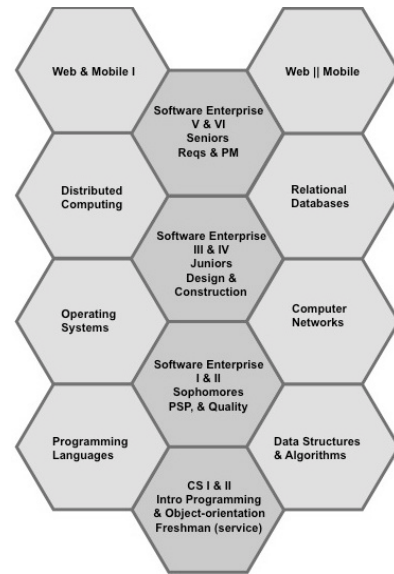 Web & Mobile I
Web || Mobile
Software Enterprise
V & VI
Seniors
Reqs & PM
Distributed
Computing
Relational
Databases
Software Enterprise
III & IV
Juniors
Design &
Construction
Operating
Systems
Computer
Networks
Software Enterprise
I & II
Sophomores
PSP, & Quality
Programming
Languages
Data Structures
& Algorithms
CS I & II
Intro Programming
& Object-orientation
Freshman (service)